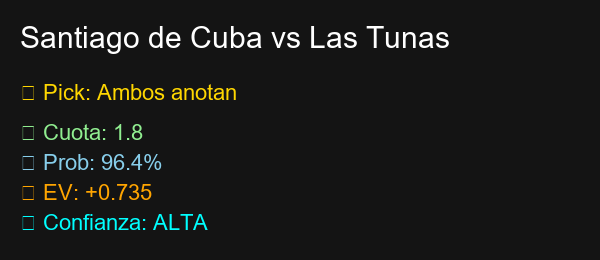 Santiago de Cuba vs Las Tunas
Pick: Ambos anotan
Cuota: 1.8
Prob: 96.4%
EV: +0.735
Confianza: ALTA